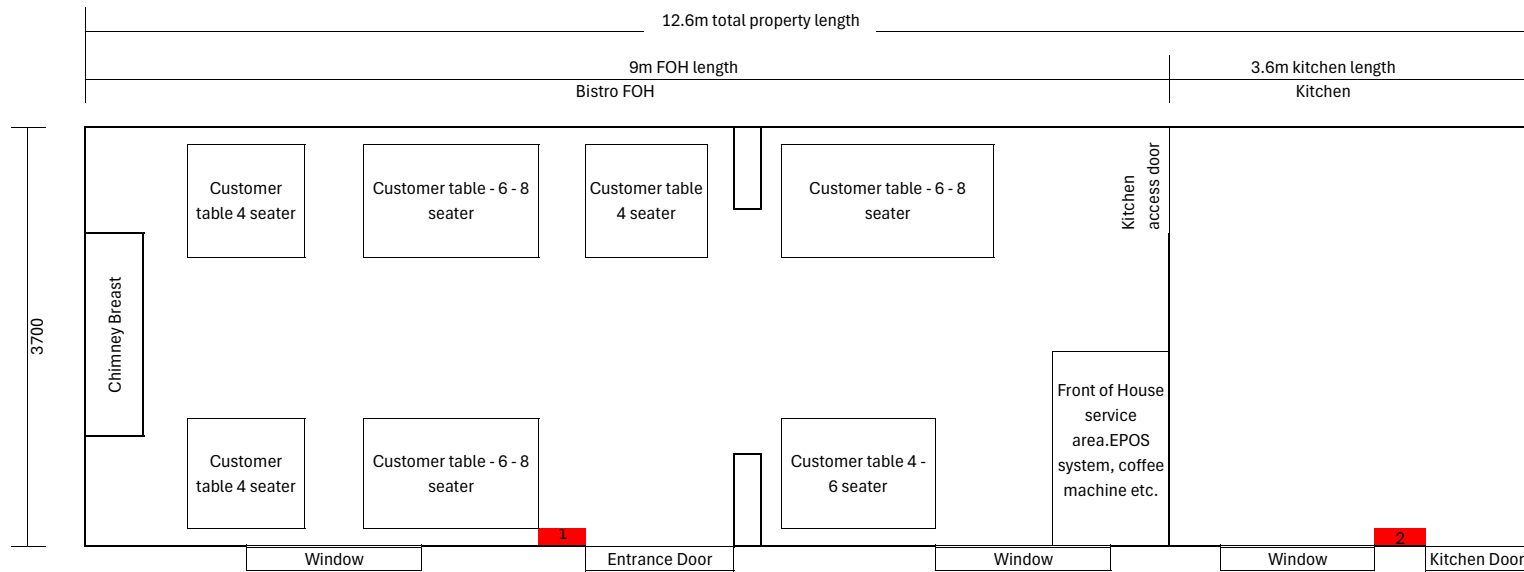 12.6m total property length
9m FOH length
3.6m kitchen length
Bistro FOH
Kitchen
Customer
table 4 seater
Customer table - 6 - 8
seater
Customer table
4 seater
Customer table - 6 - 8
seater
Kitchen
access door
Chimney Breast
3700
Front of House
service
area.EPOS
system, coffee
machine etc.
Customer
table 4 seater
Customer table - 6 - 8
seater
Customer table 4 -
6 seater
1
2
Window
Entrance Door
Window
Window
Kitchen Door